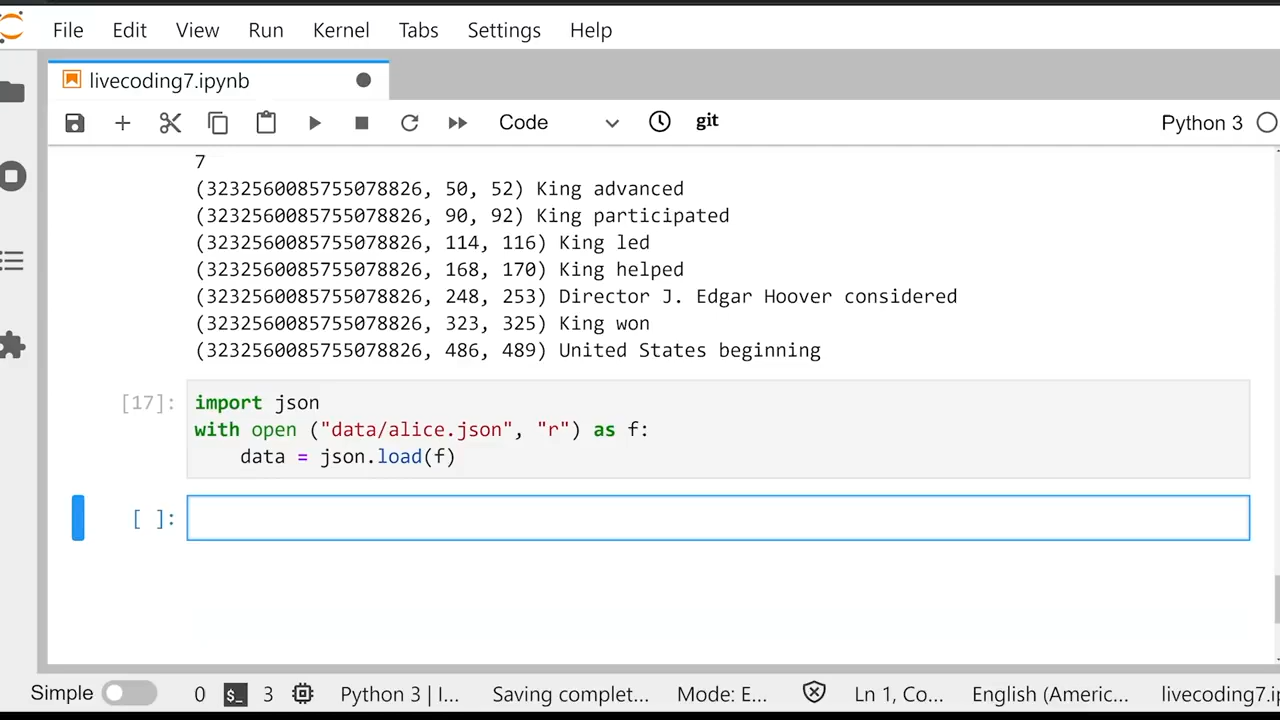 File Edit View Run Kernel Tabs Settings Help
livecoding7.ipynb
Code git Python 3
7
(3232560085755078826, 50, 52) King advanced
(3232560085755078826, 90, 92) King participated
(3232560085755078826, 114, 116) King led
(3232560085755078826, 168, 170) King helped
(3232560085755078826, 248, 253) Director J. Edgar Hoover considered
(3232560085755078826, 323, 325) King won
(3232560085755078826, 486, 489) United States beginning
[17]: import json
with open ("data/alice.json", "r") as f:
data = json.load(f)
[ ]:
Simple 0 $_ 3 Python 3 | I... Saving complet... Mode: E... Ln 1, Co... English (Americ... livecoding7.ip